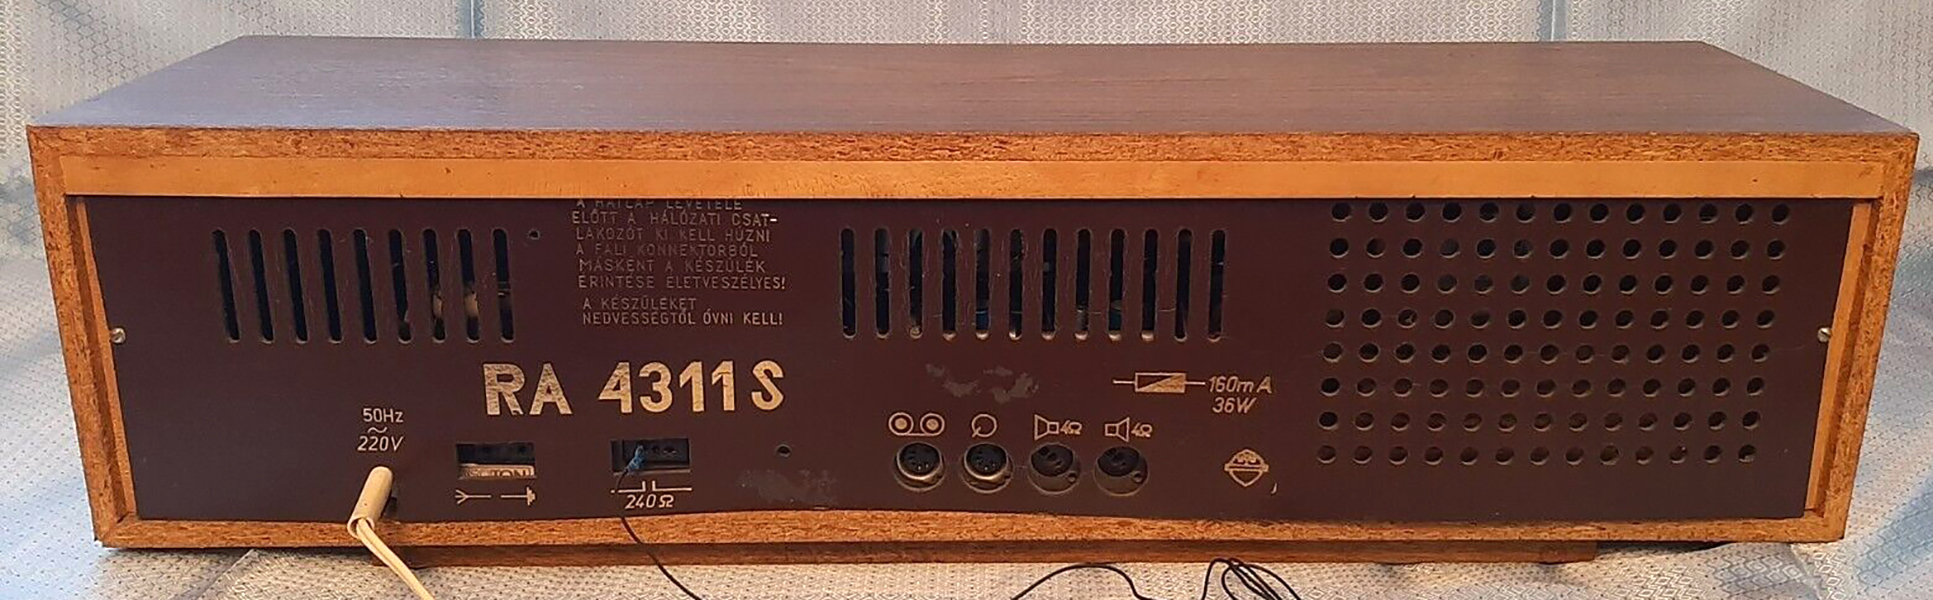 A HÁTLAP LEVÉTELE
ELŐTT A HÁLÓZATI CSAT-
LAKOZÓT KI KELL HÚZNI
A FALI KONNEKTORBÓL
MÁSKÉNT A KÉSZÜLÉK
ÉRINTÉSE ÉLETVESZÉLYES!
A KÉSZÜLÉKET
NEDVESSÉGTŐL ÓVNI KELL!
RA 4311S
50Hz
~
220V
240Ω
4Ω
4Ω
160mA
36W